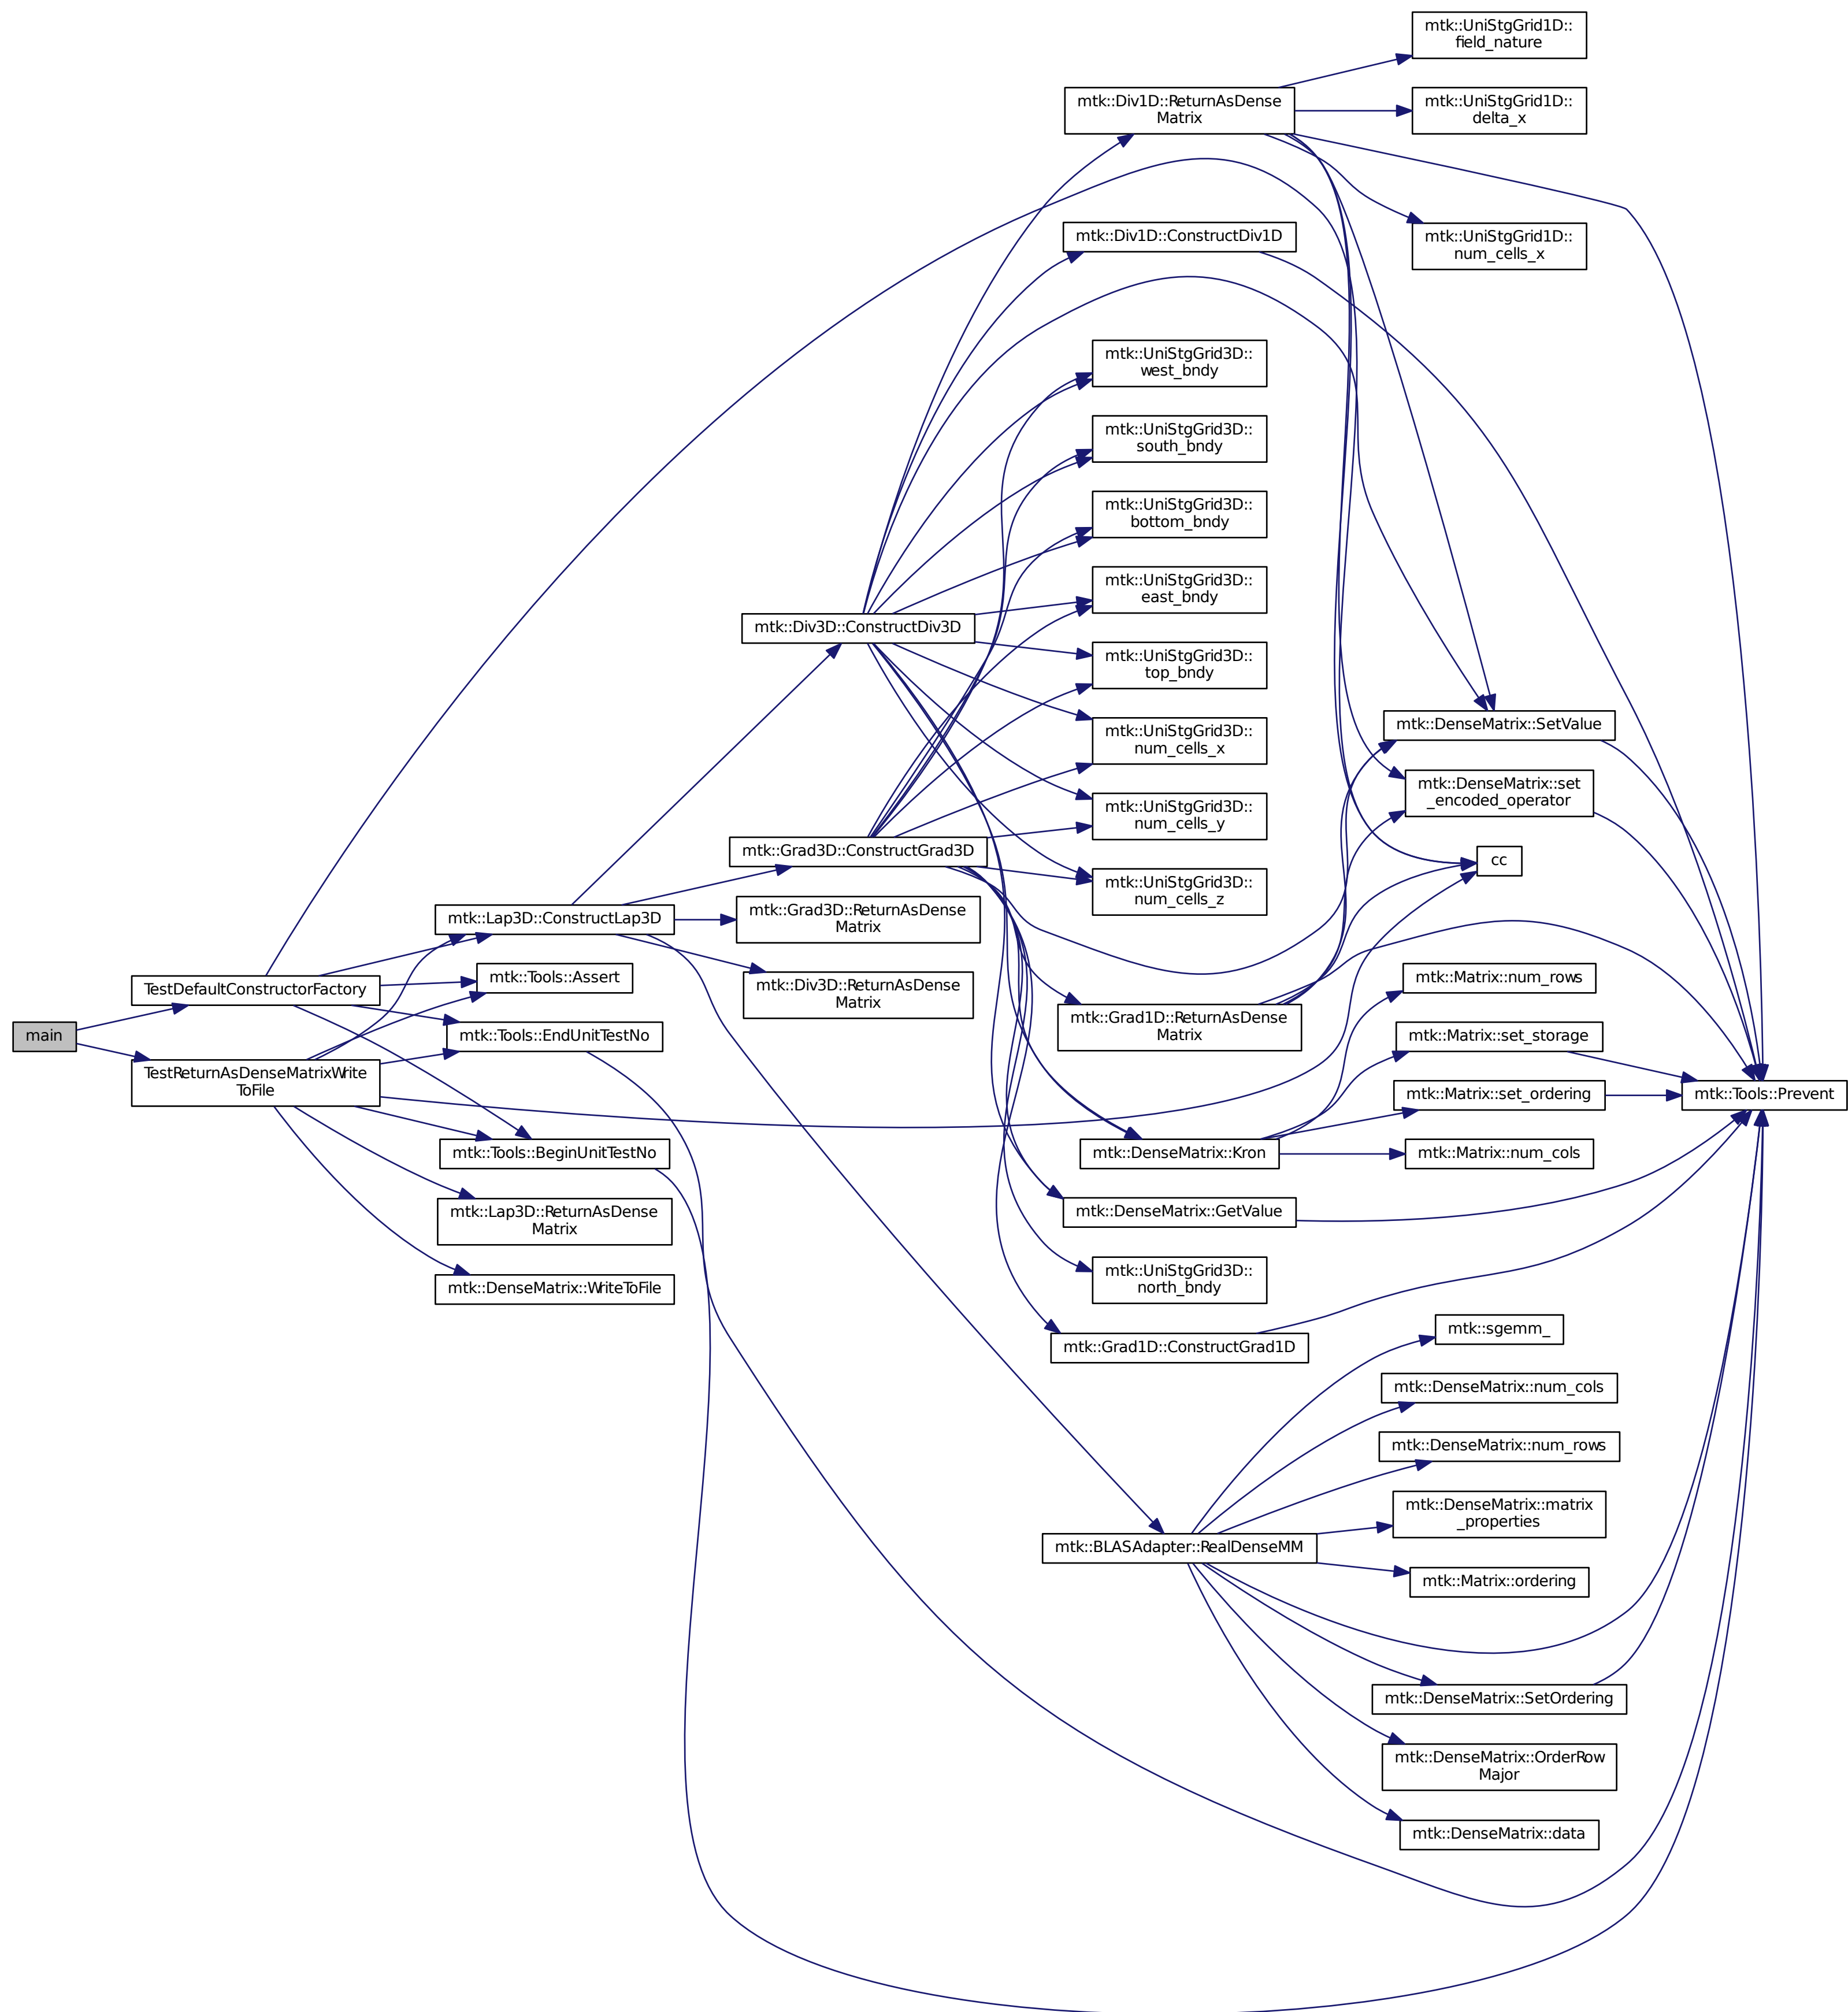 main
TestDefaultConstructorFactory
TestReturnAsDenseMatrixWrite
ToFile
mtk::Lap3D::ConstructLap3D
mtk::Tools::Assert
mtk::Tools::EndUnitTestNo
mtk::Tools::BeginUnitTestNo
mtk::Lap3D::ReturnAsDense
Matrix
mtk::DenseMatrix::WriteToFile
mtk::Div3D::ConstructDiv3D
mtk::Grad3D::ConstructGrad3D
mtk::Grad3D::ReturnAsDense
Matrix
mtk::Div3D::ReturnAsDense
Matrix
mtk::Div1D::ReturnAsDense
Matrix
mtk::Div1D::ConstructDiv1D
mtk::UniStgGrid3D::
west_bndy
mtk::UniStgGrid3D::
south_bndy
mtk::UniStgGrid3D::
bottom_bndy
mtk::UniStgGrid3D::
east_bndy
mtk::UniStgGrid3D::
top_bndy
mtk::UniStgGrid3D::
num_cells_x
mtk::UniStgGrid3D::
num_cells_y
mtk::UniStgGrid3D::
num_cells_z
mtk::Grad1D::ReturnAsDense
Matrix
mtk::DenseMatrix::Kron
mtk::DenseMatrix::GetValue
mtk::UniStgGrid3D::
north_bndy
mtk::Grad1D::ConstructGrad1D
mtk::BLASAdapter::RealDenseMM
mtk::UniStgGrid1D::
field_nature
mtk::UniStgGrid1D::
delta_x
mtk::UniStgGrid1D::
num_cells_x
mtk::DenseMatrix::SetValue
mtk::DenseMatrix::set
_encoded_operator
cc
mtk::Matrix::num_rows
mtk::Matrix::set_storage
mtk::Matrix::set_ordering
mtk::Matrix::num_cols
mtk::sgemm_
mtk::DenseMatrix::num_cols
mtk::DenseMatrix::num_rows
mtk::DenseMatrix::matrix
_properties
mtk::Matrix::ordering
mtk::DenseMatrix::SetOrdering
mtk::DenseMatrix::OrderRow
Major
mtk::DenseMatrix::data
mtk::Tools::Prevent